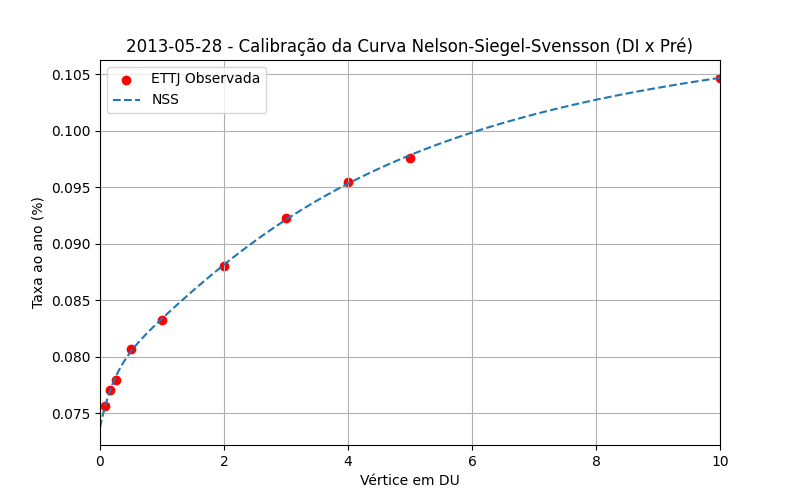 2013-05-28 - Calibração da Curva Nelson-Siegel-Svensson (DI x Pré)
ETTJ Observada
NSS
Taxa ao ano (%)
0.105
0.100
0.095
0.090
0.085
0.080
0.075
0 2 4 6 8 10
Vértice em DU